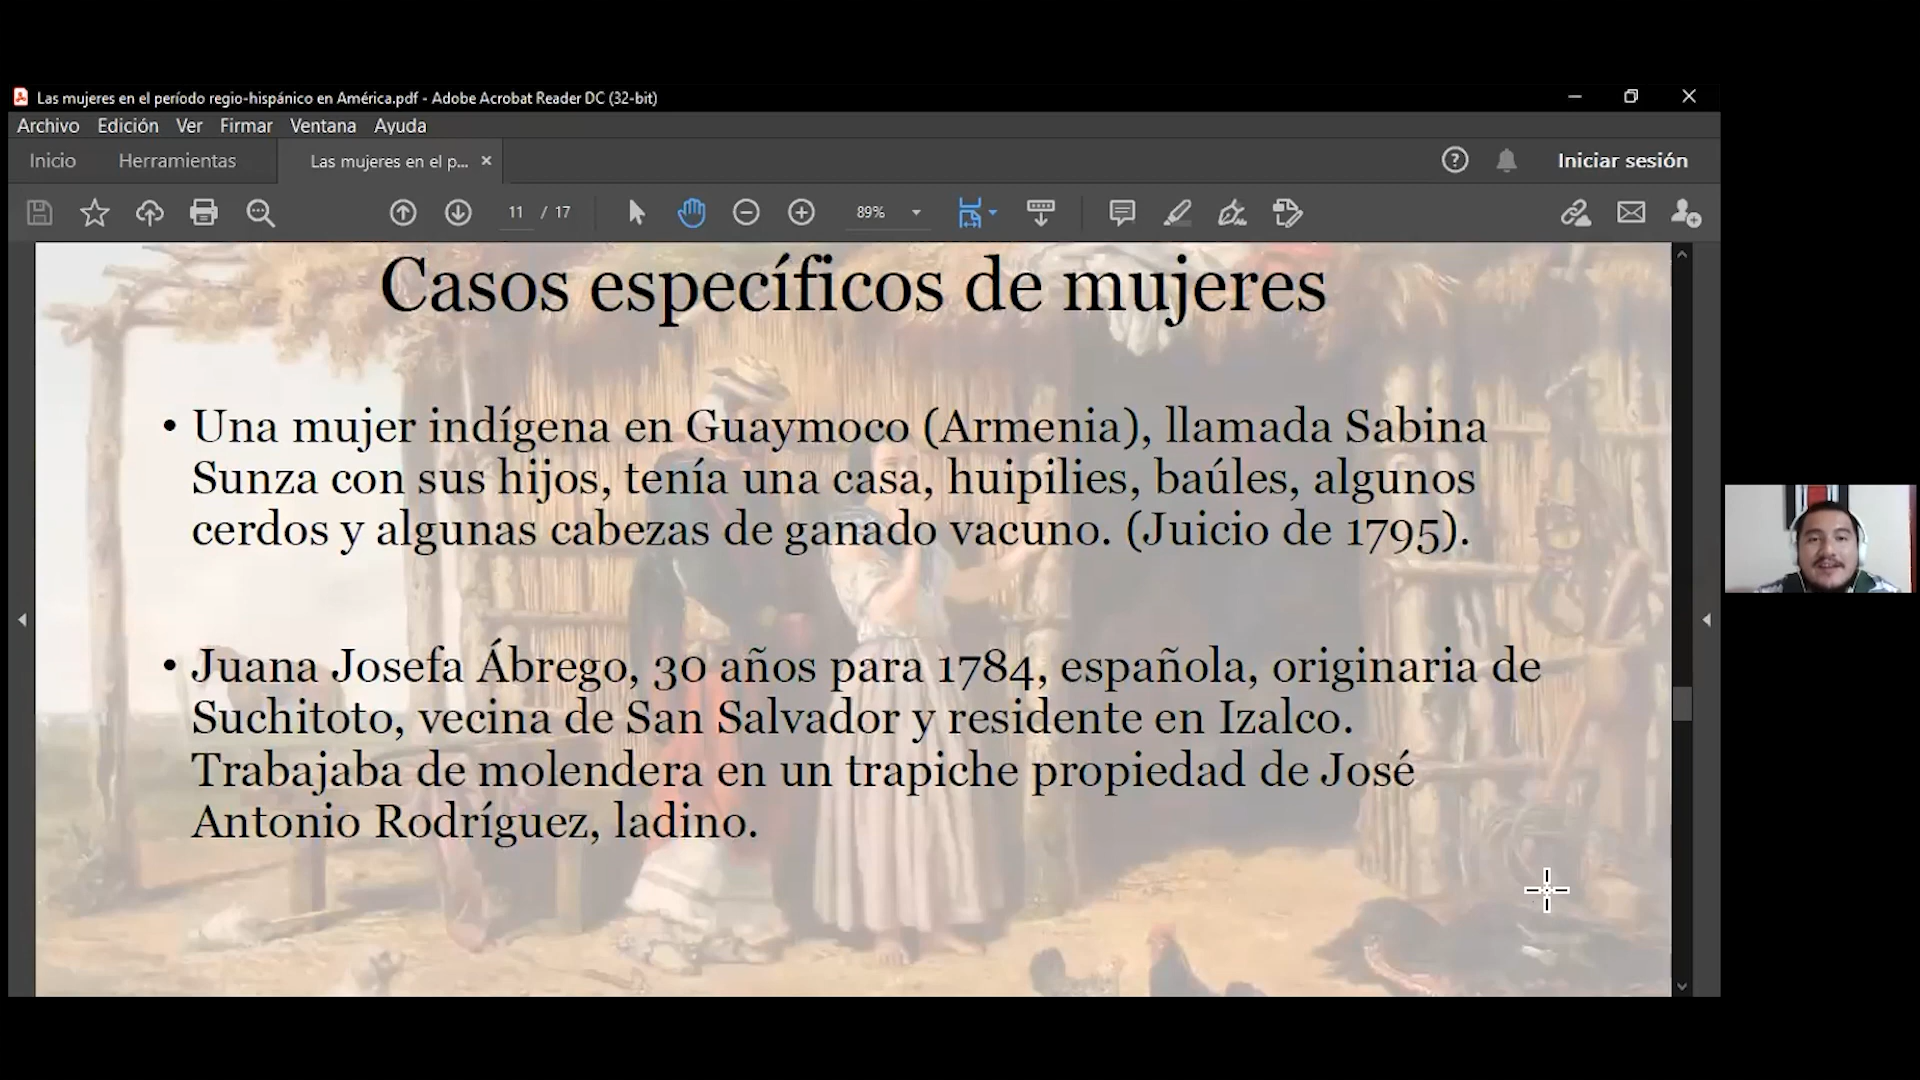 Las mujeres en el período regio-hispánico en América.pdf - Adobe Acrobat Reader DC (32-bit)
Archivo Edición Ver Firmar Ventana Ayuda
Inicio Herramientas Las mujeres en el p... Iniciar sesión
11 / 17 89%
Casos específicos de mujeres
• Una mujer indígena en Guaymoco (Armenia), llamada Sabina
Sunza con sus hijos, tenía una casa, huipilies, baúles, algunos
cerdos y algunas cabezas de ganado vacuno. (Juicio de 1795).
• Juana Josefa Ábrego, 30 años para 1784, española, originaria de
Suchitoto, vecina de San Salvador y residente en Izalco.
Trabajaba de molendera en un trapiche propiedad de José
Antonio Rodríguez, ladino.